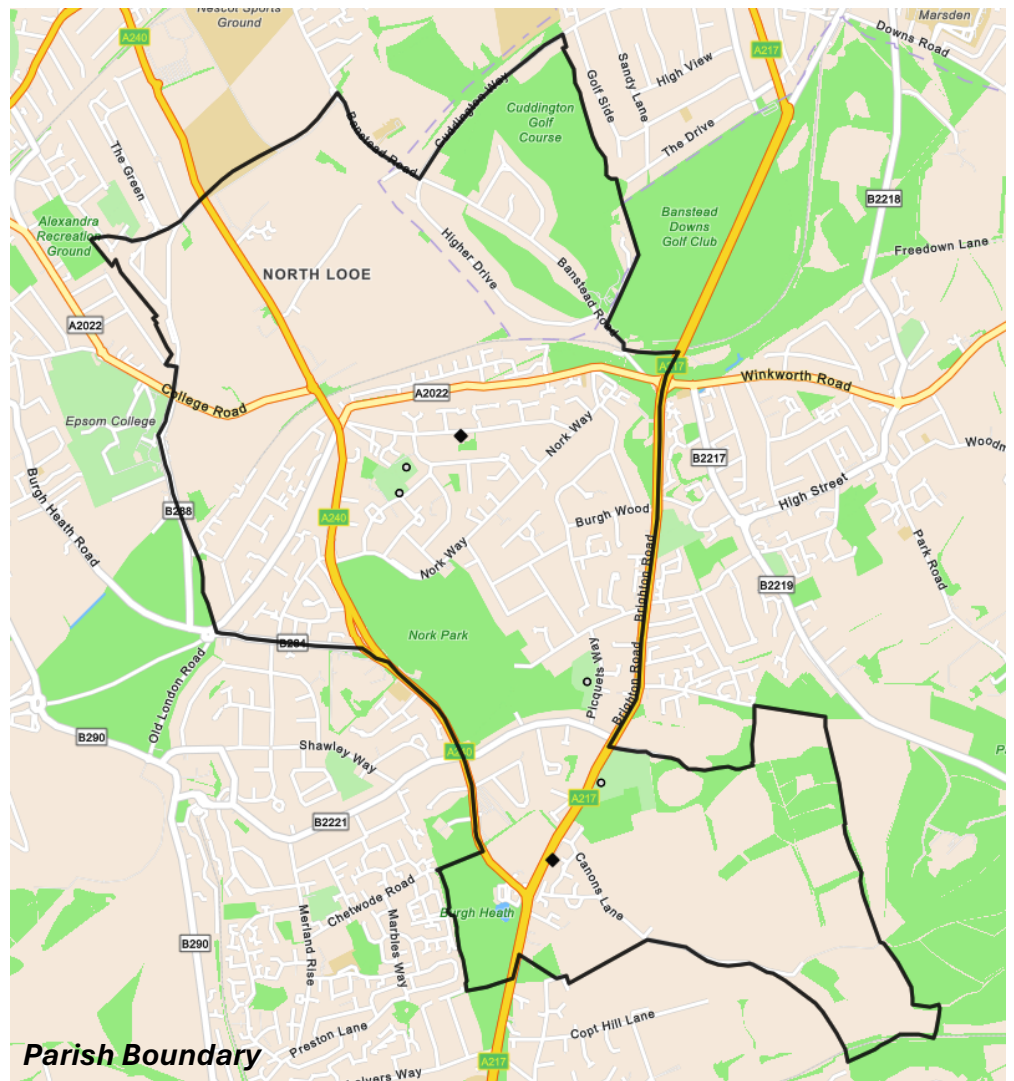 Nescot Sports
Ground
A240
Marsden
Downs Road
A217
High View
Sandy Lane
Golf Side
Cuddington Way
Cuddington
Golf
Course
The Drive
Banstead Road
The Green
B2218
Alexandra
Recreation
Ground
Banstead
Downs
Golf Club
Higher Drive
Freedown Lane
NORTH LOOE
Banstead Road
A2022
A217
Winkworth Road
College Road
A2022
Epsom College
Nork Way
B2217
High Street
Burgh Heath Road
B288
A240
Burgh Wood
Park Road
Nork Way
Brighton Road
B2219
Nork Park
B284
Picquets Way
Old London Road
Brighton Road
B290
Shawley Way
A240
A217
B2221
Canons Lane
Chetwode Road
Burgh Heath
Merland Rise
Marbles Way
B290
Preston Lane
Copt Hill Lane
Parish Boundary
A217